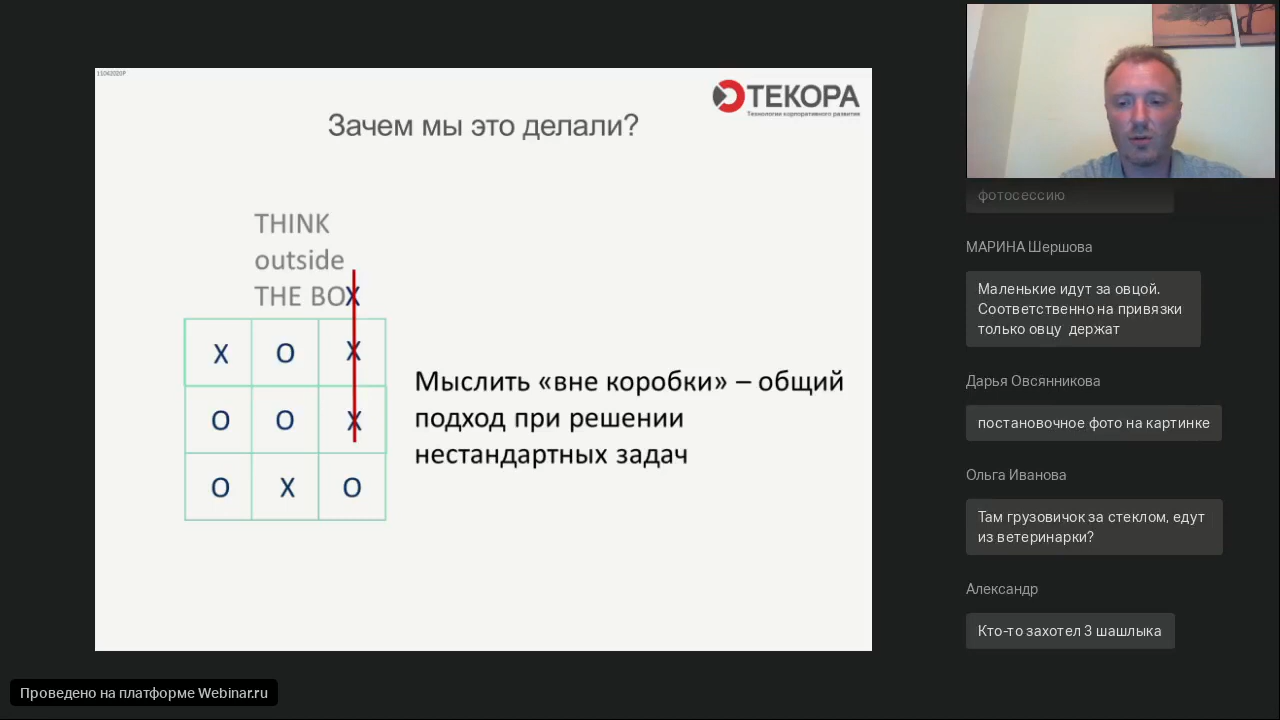 11062020P
ТЕКОРА
Технологии корпоративного развития
Зачем мы это делали?
THINK
outside
THE BOX
X O X
O O X
O X O
Мыслить «вне коробки» – общий
подход при решении
нестандартных задач
фотосессию
МАРИНА Шершова
Маленькие идут за овцой.
Соответственно на привязки
только овцу держат
Дарья Овсянникова
постановочное фото на картинке
Ольга Иванова
Там грузовичок за стеклом, едут
из ветеринарки?
Александр
Кто-то захотел 3 шашлыка
Проведено на платформе Webinar.ru